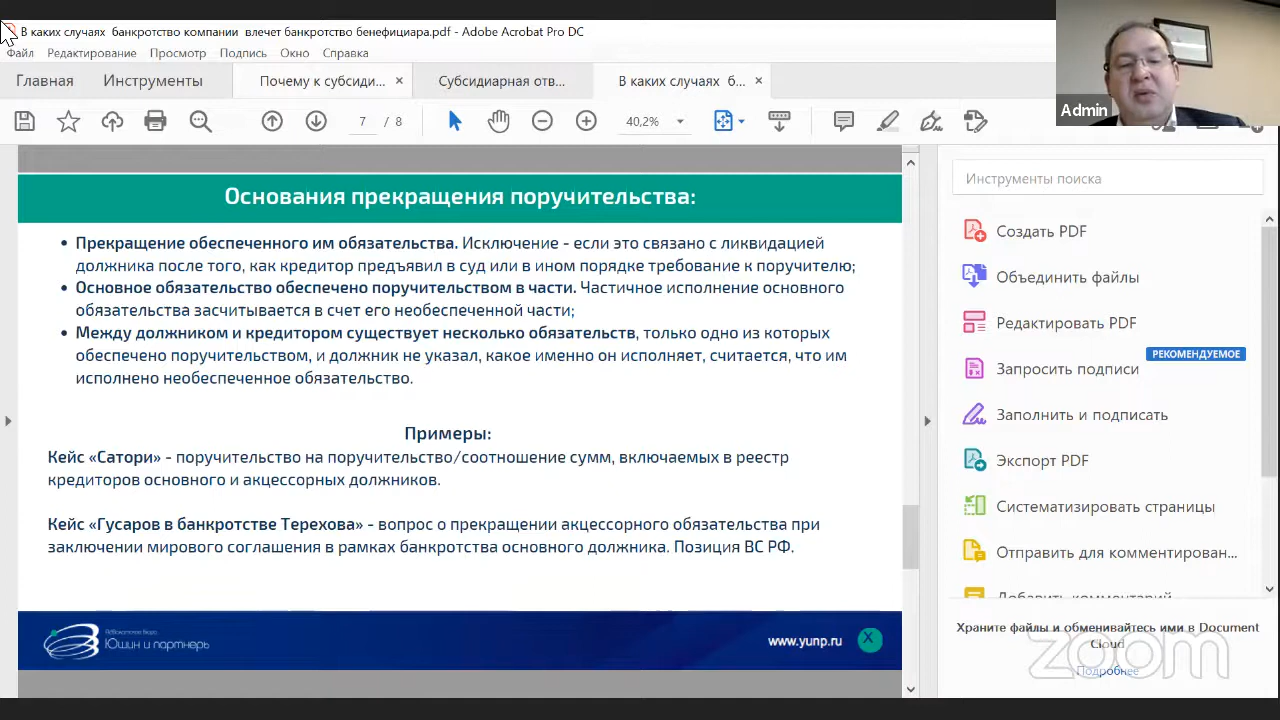 В каких случаях банкротство компании влечет банкротство бенефициара.pdf - Adobe Acrobat Pro DC
Файл Редактирование Просмотр Подпись Окно Справка
Главная Инструменты Почему к субсиди... × Субсидиарная отв... В каких случаях б... ×
7 / 8 40,2%
Admin
Основания прекращения поручительства:
• Прекращение обеспеченного им обязательства. Исключение - если это связано с ликвидацией
должника после того, как кредитор предъявил в суд или в ином порядке требование к поручителю;
• Основное обязательство обеспечено поручительством в части. Частичное исполнение основного
обязательства засчитывается в счет его необеспеченной части;
• Между должником и кредитором существует несколько обязательств, только одно из которых
обеспечено поручительством, и должник не указал, какое именно он исполняет, считается, что им
исполнено необеспеченное обязательство.
Примеры:
Кейс «Сатори» - поручительство на поручительство/соотношение сумм, включаемых в реестр
кредиторов основного и акцессорных должников.
Кейс «Гусаров в банкротстве Терехова» - вопрос о прекращении акцессорного обязательства при
заключении мирового соглашения в рамках банкротства основного должника. Позиция ВС РФ.
Юшин и партнеры
www.yunp.ru
X
Инструменты поиска
Создать PDF
Объединить файлы
Редактировать PDF
РЕКОМЕНДУЕМОЕ
Запросить подписи
Заполнить и подписать
Экспорт PDF
Систематизировать страницы
Отправить для комментирован...
Добавить комментарий
Храните файлы и обменивайтесь ими в Document
Cloud
Подробнее
zoom